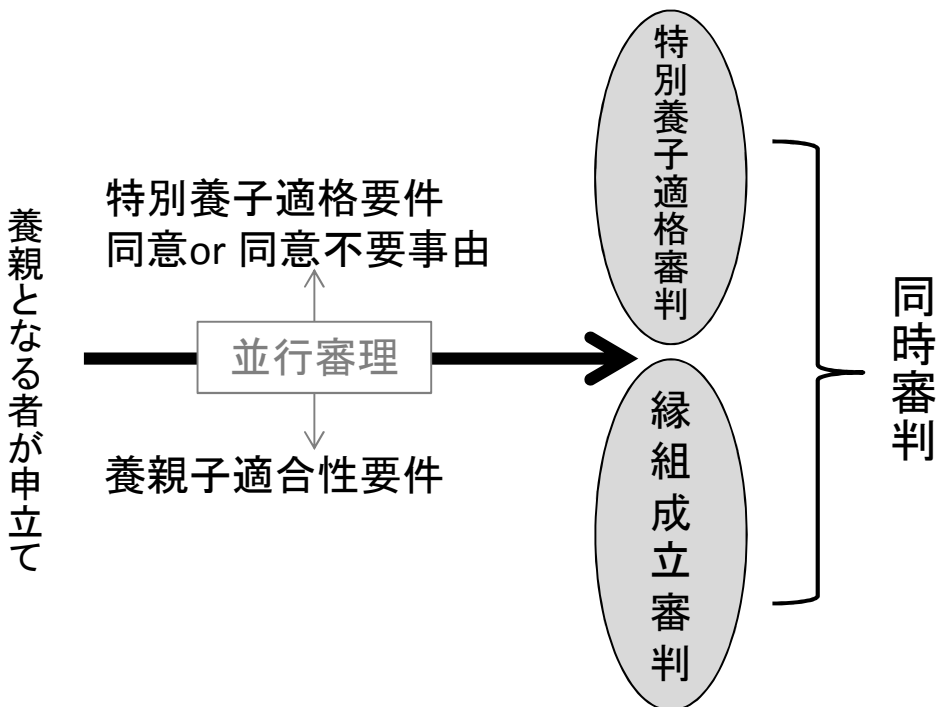 養親となる者が申立て
特別養子適格要件
同意or 同意不要事由
並行審理
養親子適合性要件
特別養子適格審判
縁組成立審判
同時審判